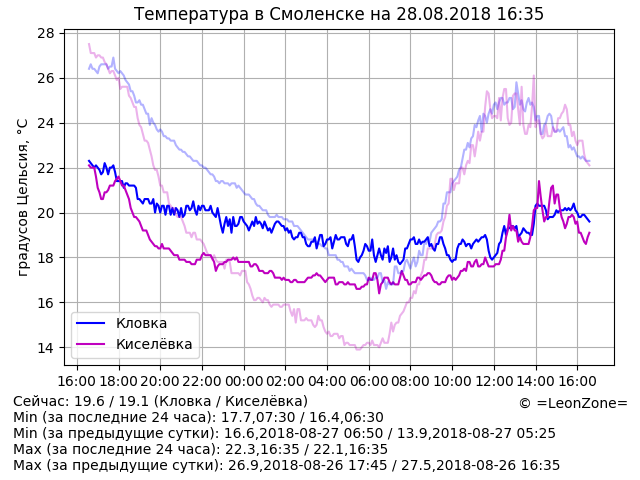 Температура в Смоленске на 28.08.2018 16:35
28
26
24
22
20
18
16
14
градусов Цельсия, °C
Кловка
Киселёвка
16:00 18:00 20:00 22:00 00:00 02:00 04:00 06:00 08:00 10:00 12:00 14:00 16:00
Сейчас: 19.6 / 19.1 (Кловка / Киселёвка)
© =LeonZone=
Min (за последние 24 часа): 17.7,07:30 / 16.4,06:30
Min (за предыдущие сутки): 16.6,2018-08-27 06:50 / 13.9,2018-08-27 05:25
Max (за последние 24 часа): 22.3,16:35 / 22.1,16:35
Max (за предыдущие сутки): 26.9,2018-08-26 17:45 / 27.5,2018-08-26 16:35